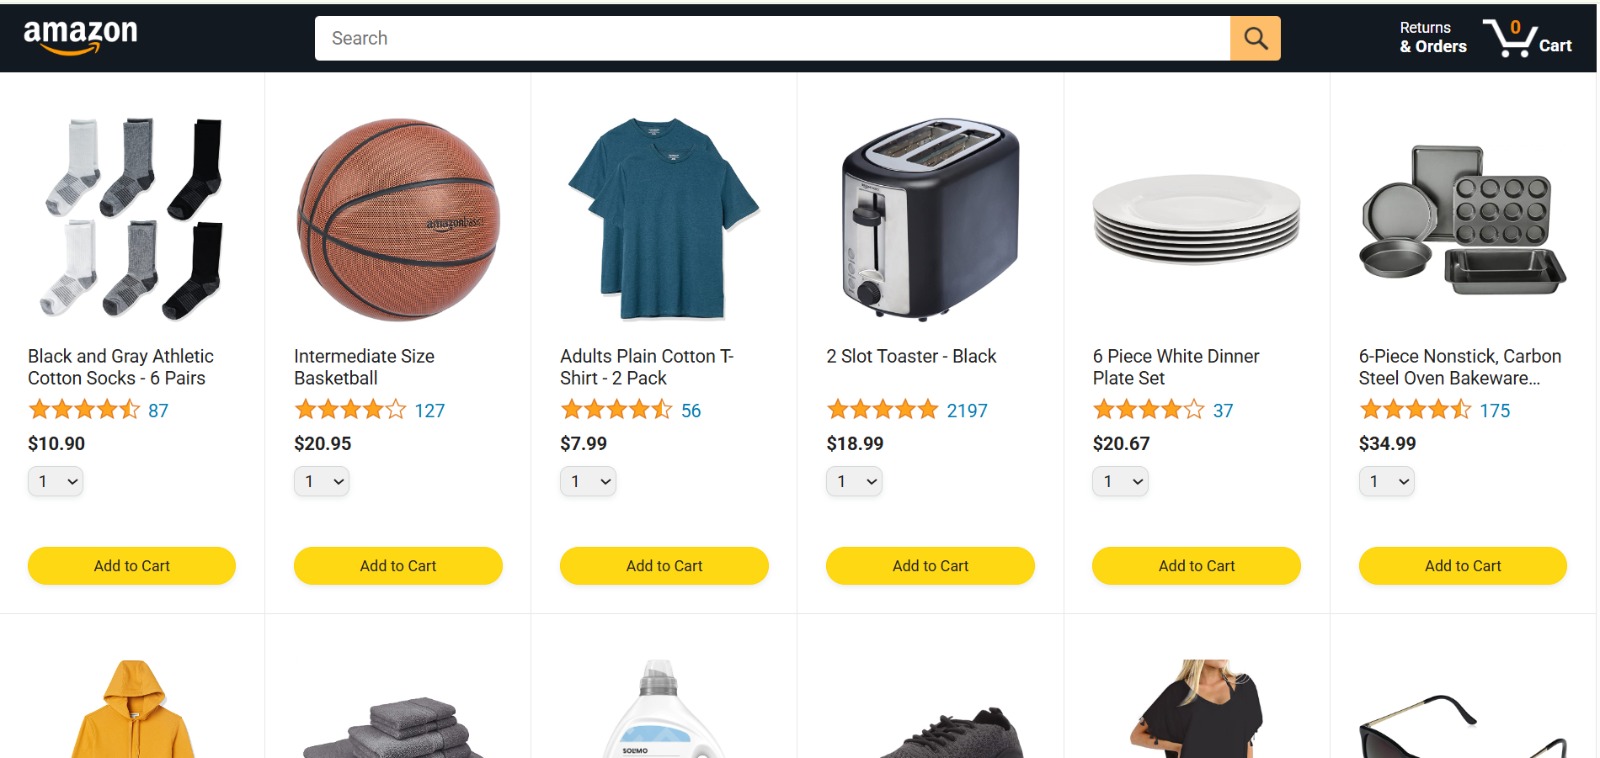 amazon
Search
Returns
& Orders
0
Cart
amazonbasics
Black and Gray Athletic
Cotton Socks - 6 Pairs
87
$10.90
1
Add to Cart
Intermediate Size
Basketball
127
$20.95
1
Add to Cart
Adults Plain Cotton T-
Shirt - 2 Pack
56
$7.99
1
Add to Cart
2 Slot Toaster - Black
2197
$18.99
1
Add to Cart
6 Piece White Dinner
Plate Set
37
$20.67
1
Add to Cart
6-Piece Nonstick, Carbon
Steel Oven Bakeware...
175
$34.99
1
Add to Cart
SOLIMO